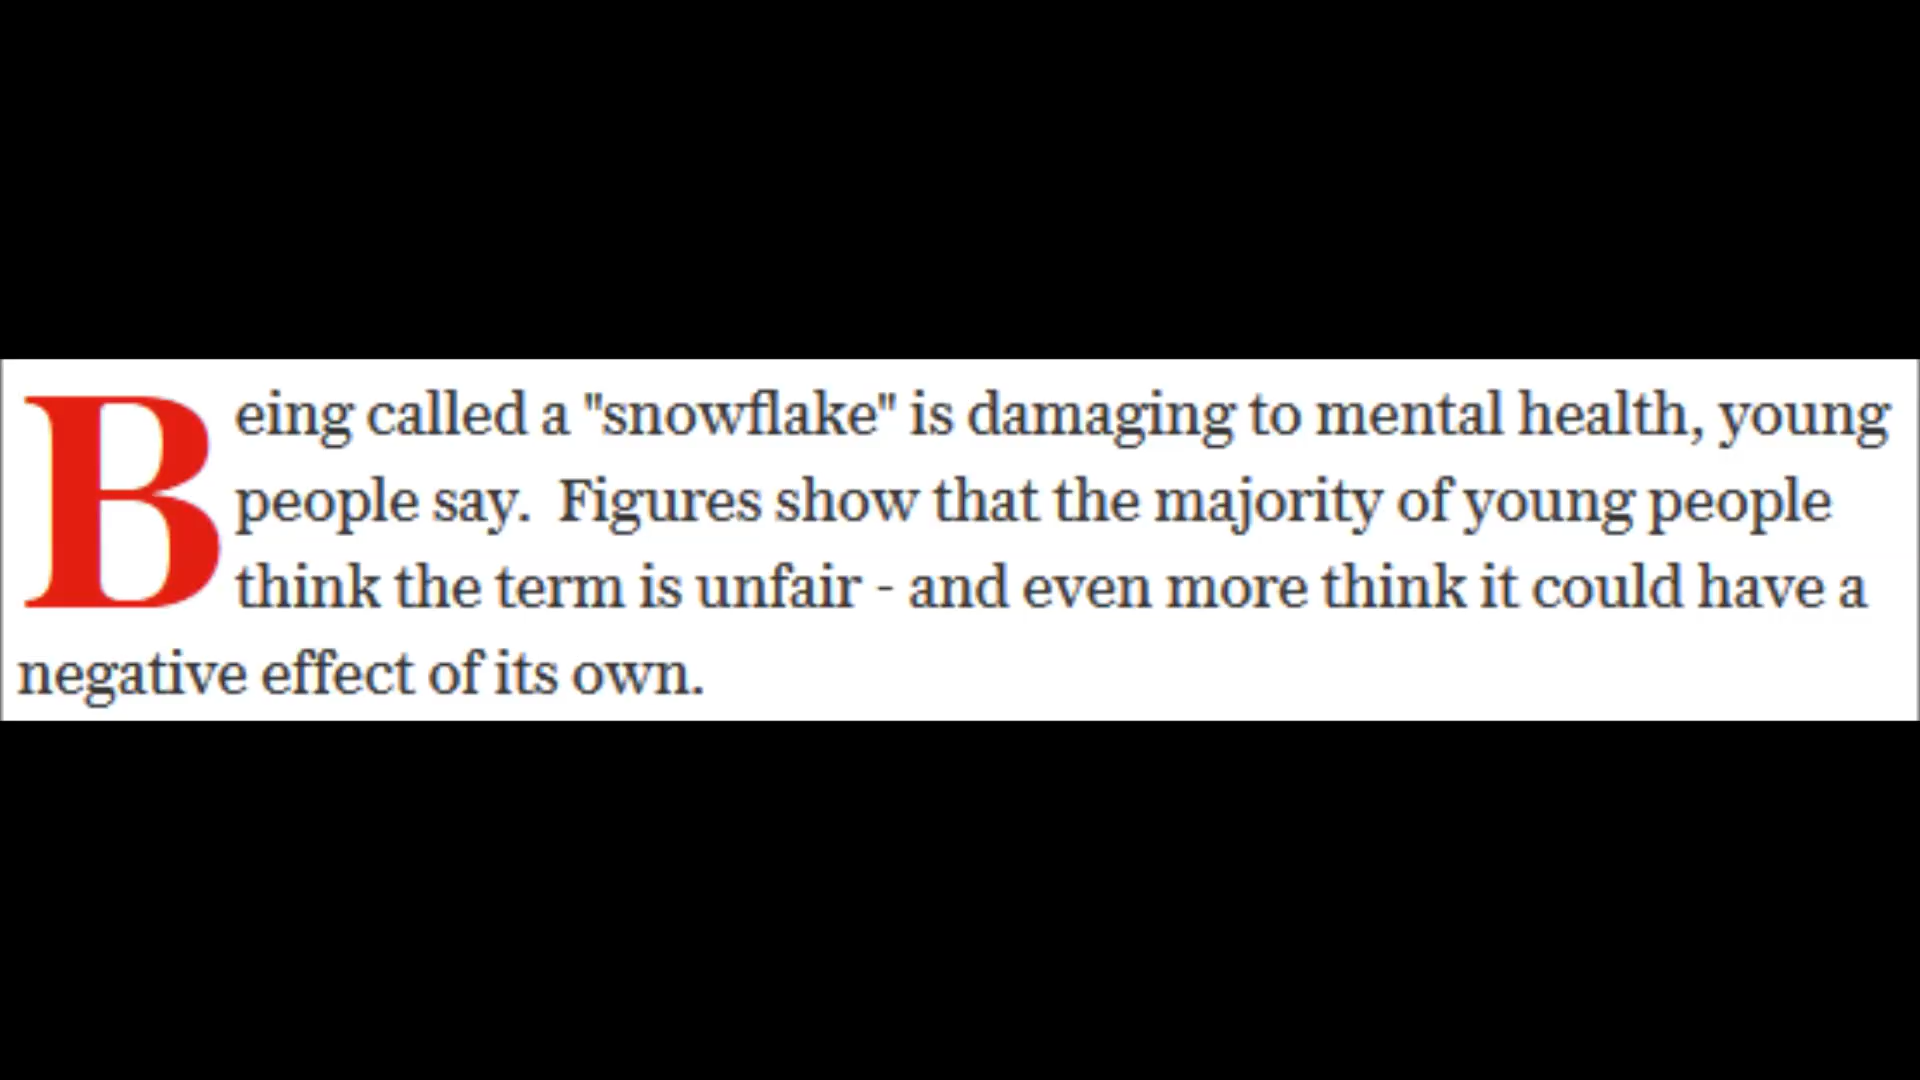 Being called a "snowflake" is damaging to mental health, young
people say.  Figures show that the majority of young people
think the term is unfair - and even more think it could have a
negative effect of its own.